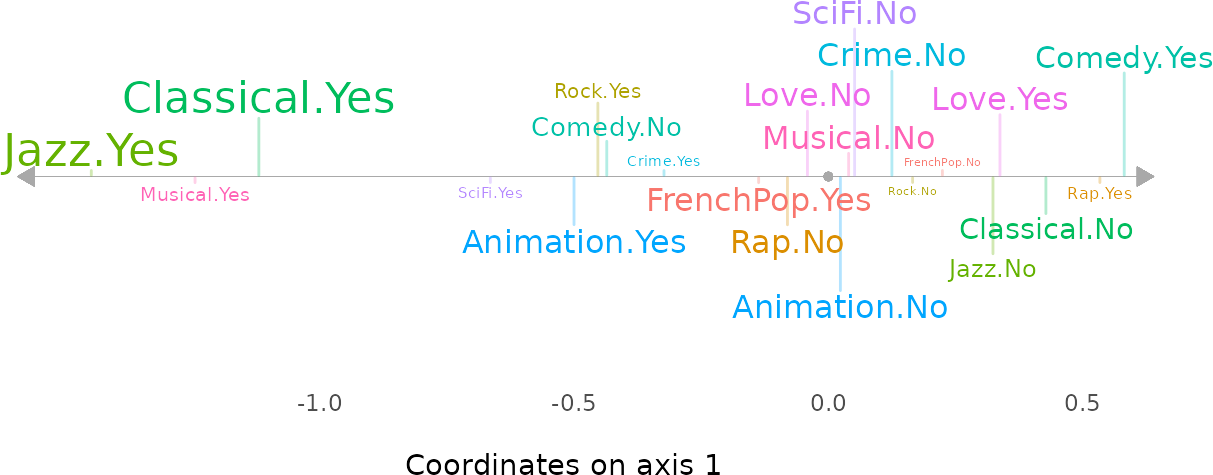 SciFi.No
Crime.No
Comedy.Yes
Classical.Yes
Rock.Yes
Love.No
Love.Yes
Comedy.No
Musical.No
Jazz.Yes
Crime.Yes
FrenchPop.No
Musical.Yes
SciFi.Yes
FrenchPop.Yes
Rock.No
Rap.Yes
Animation.Yes
Rap.No
Classical.No
Jazz.No
Animation.No
-1.0 -0.5 0.0 0.5
Coordinates on axis 1